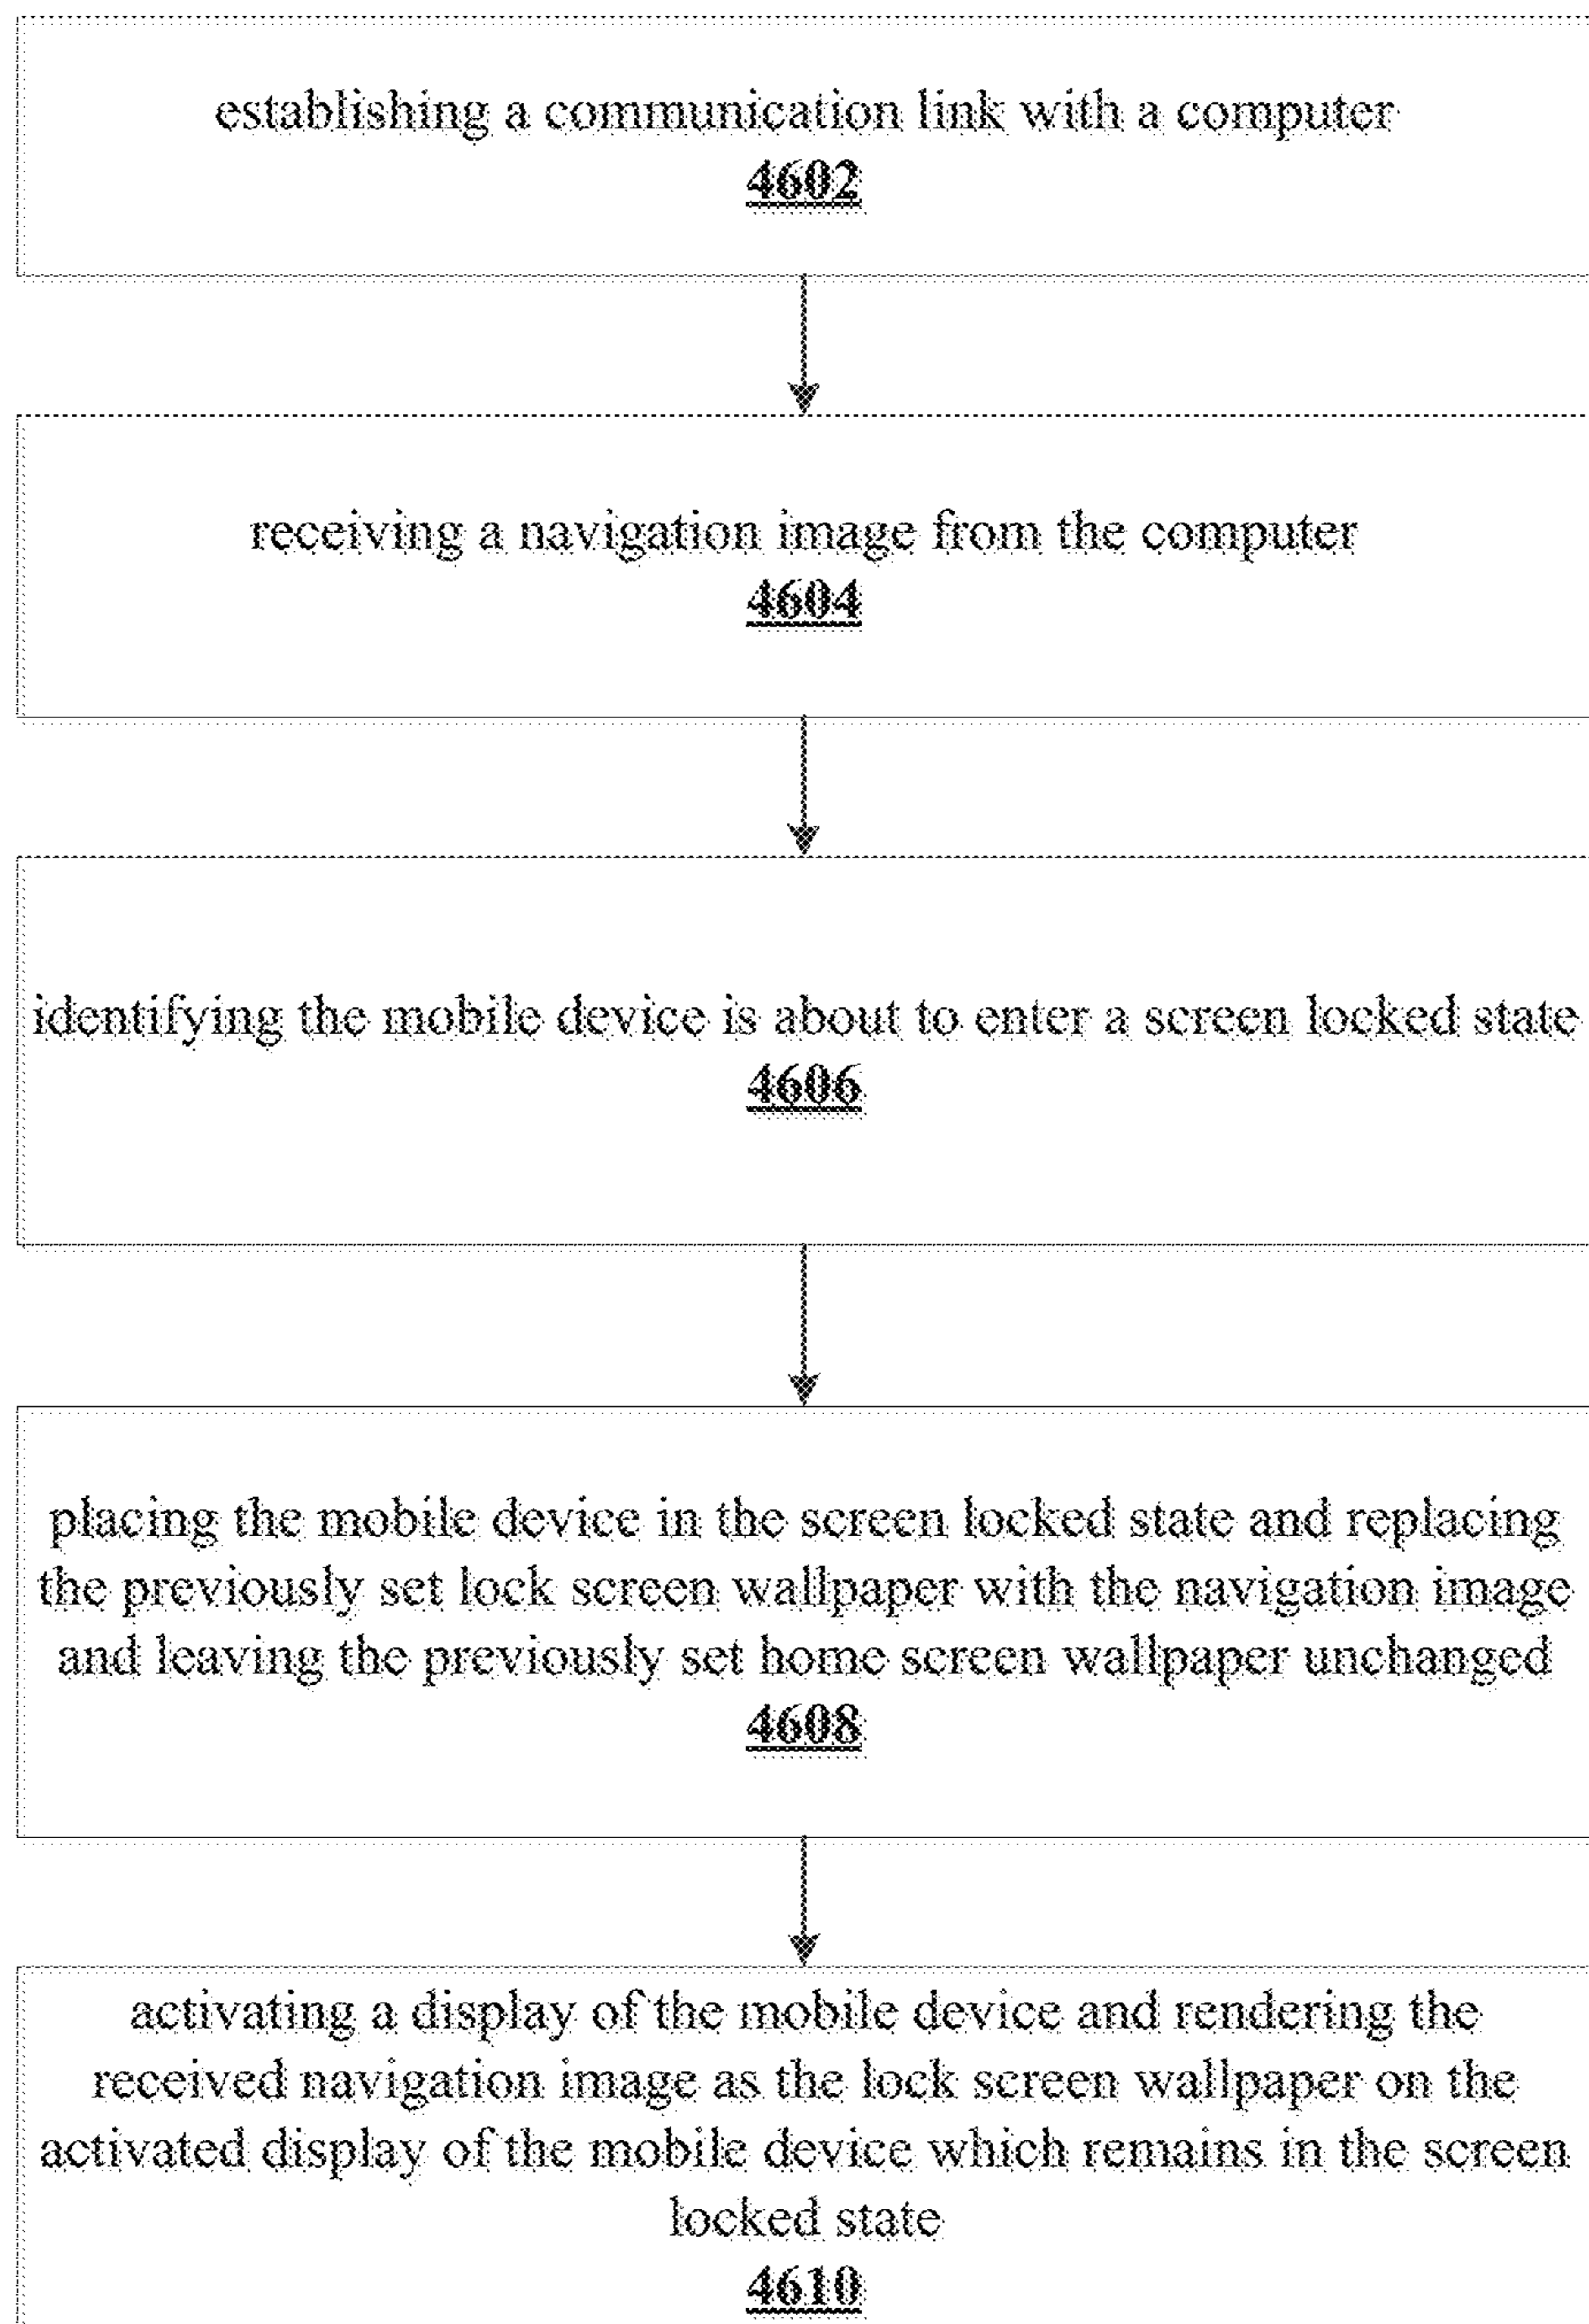 establishing a communication link with a computer
4602
receiving a navigation image from the computer
4604
identifying the mobile device is about to enter a screen locked state
4606
placing the mobile device in the screen locked state and replacing
the previously set lock screen wallpaper with the navigation image
and leaving the previously set home screen wallpaper unchanged
4608
activating a display of the mobile device and rendering the
received navigation image as the lock screen wallpaper on the
activated display of the mobile device which remains in the screen
locked state
4610